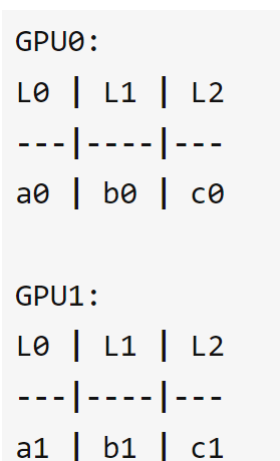 GPU0:
L0 | L1 | L2
---|----|---
a0 | b0 | c0
GPU1:
L0 | L1 | L2
---|----|---
a1 | b1 | c1